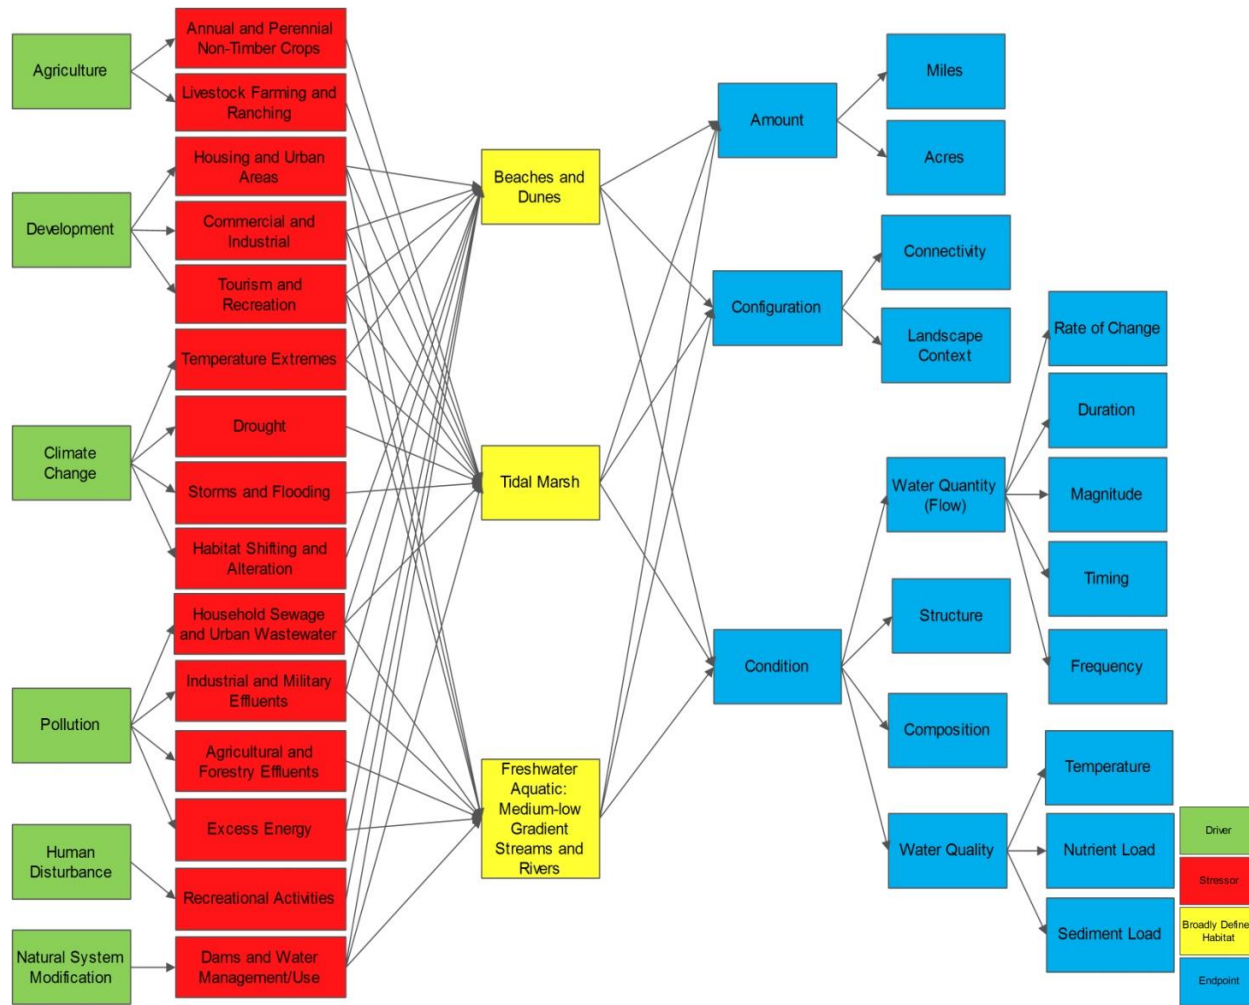 Agriculture
Development
Climate
Change
Pollution
Human
Disturbance
Natural System
Modification
Annual and Perennial
Non-Timber Crops
Livestock Farming and
Ranching
Housing and Urban
Areas
Commercial and
Industrial
Tourism and
Recreation
Temperature Extremes
Drought
Storms and Flooding
Habitat Shifting and
Alteration
Household Sewage
and Urban Wastewater
Industrial and Military
Effluents
Agricultural and
Forestry Effluents
Excess Energy
Recreational Activities
Dams and Water
Management/Use
Beaches and
Dunes
Tidal Marsh
Freshwater
Aquatic:
Medium-low
Gradient
Streams and
Rivers
Amount
Configuration
Condition
Miles
Acres
Connectivity
Landscape
Context
Water Quantity
(Flow)
Structure
Composition
Water Quality
Rate of Change
Duration
Magnitude
Timing
Frequency
Temperature
Nutrient Load
Sediment Load
Driver
Stressor
Broadly Define
Habitat
Endpoint